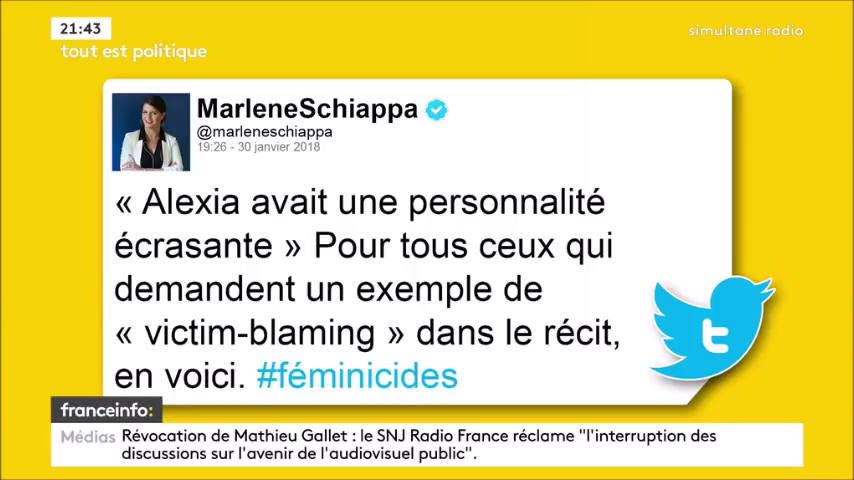 21:43
simultané radio
tout est politique
MarleneSchiappa
@marleneschiappa
19:26 - 30 janvier 2018
« Alexia avait une personnalité
écrasante » Pour tous ceux qui
demandent un exemple de
« victim-blaming » dans le récit,
en voici. #féminicides
t
franceinfo:
Médias
Révocation de Mathieu Gallet : le SNJ Radio France réclame "l'interruption des
discussions sur l'avenir de l'audiovisuel public".